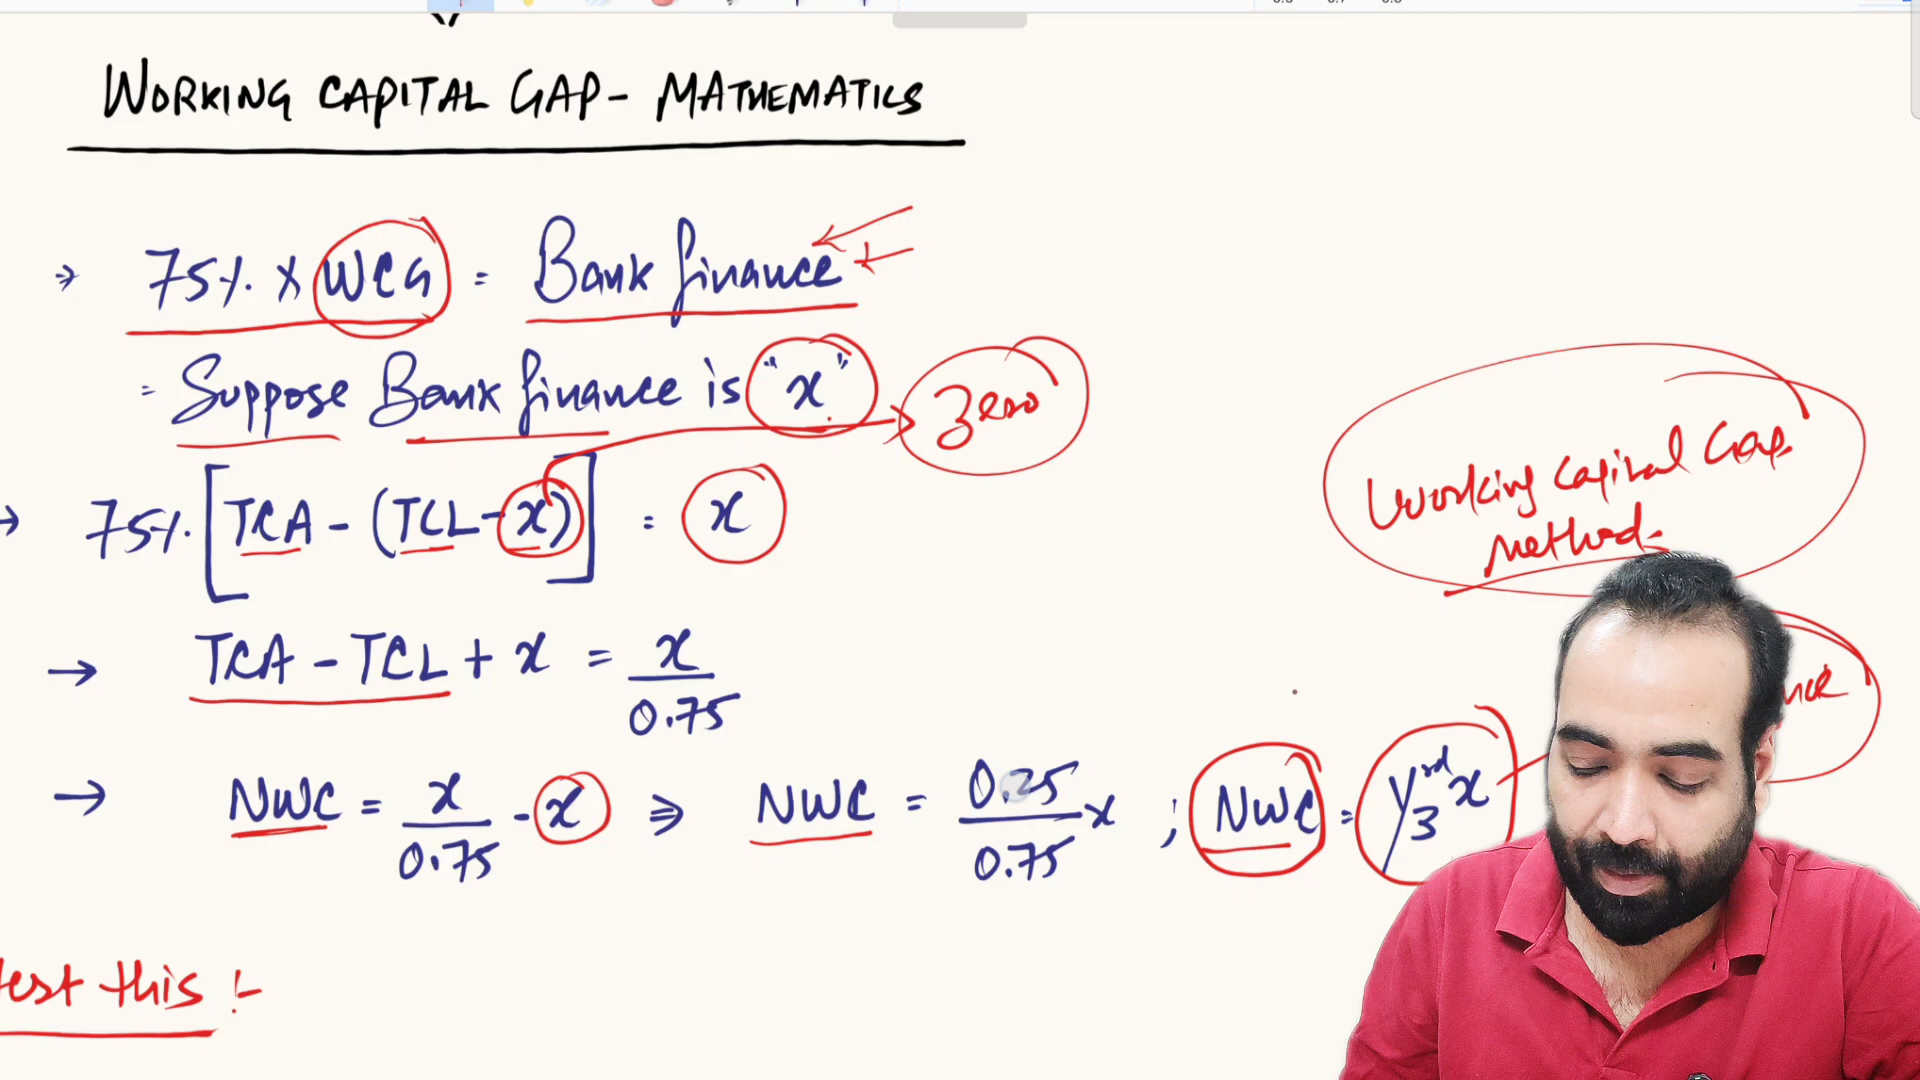 WORKING CAPITAL GAP - MATHEMATICS
→ 75% x WCG = Bank finance
= Suppose Bank finance is "x" → Zero
→ 75% [TCA - (TCL - x)] = x
Working Capital Gap
Method
→ TCA - TCL + x = x/0.75
→ NWC = x/0.75 - x ⇒ NWC = 0.25/0.75 x ; NWC = 1/3rd x
test this :-